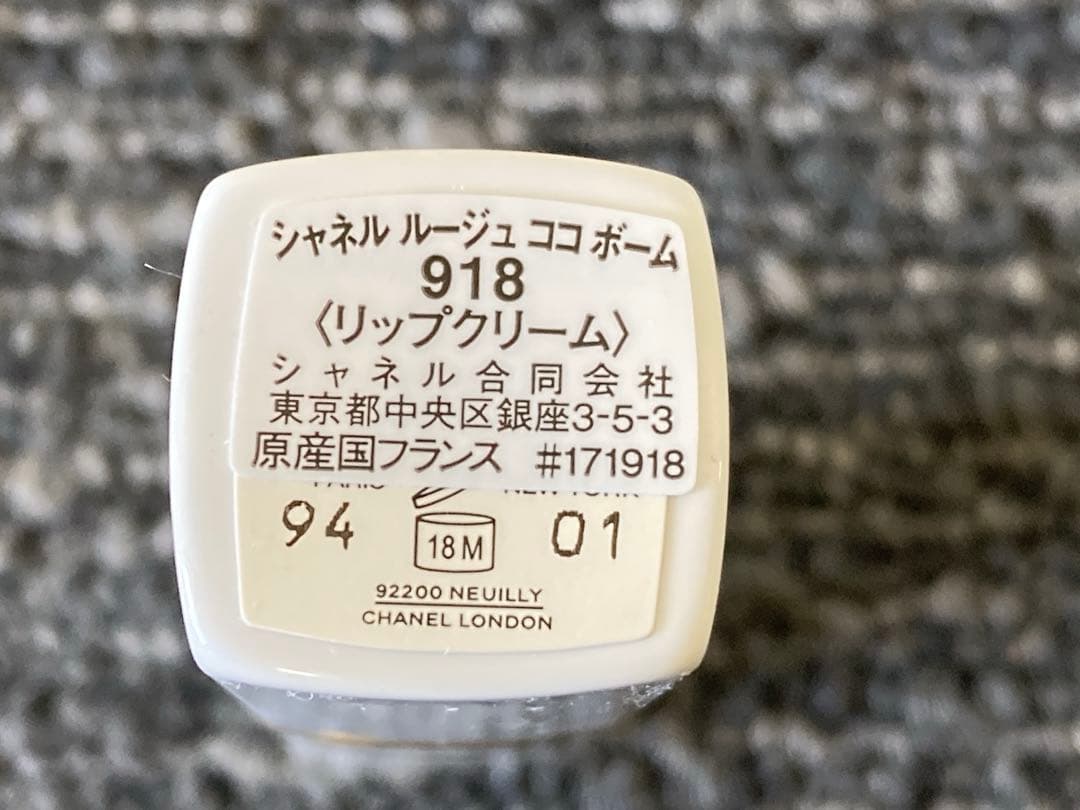 シャネル ルージュ ココ ボーム
918
〈リップクリーム〉
シャネル合同会社
東京都中央区銀座3-5-3
原産国フランス #171918
94 18M 01
92200 NEUILLY
CHANEL LONDON